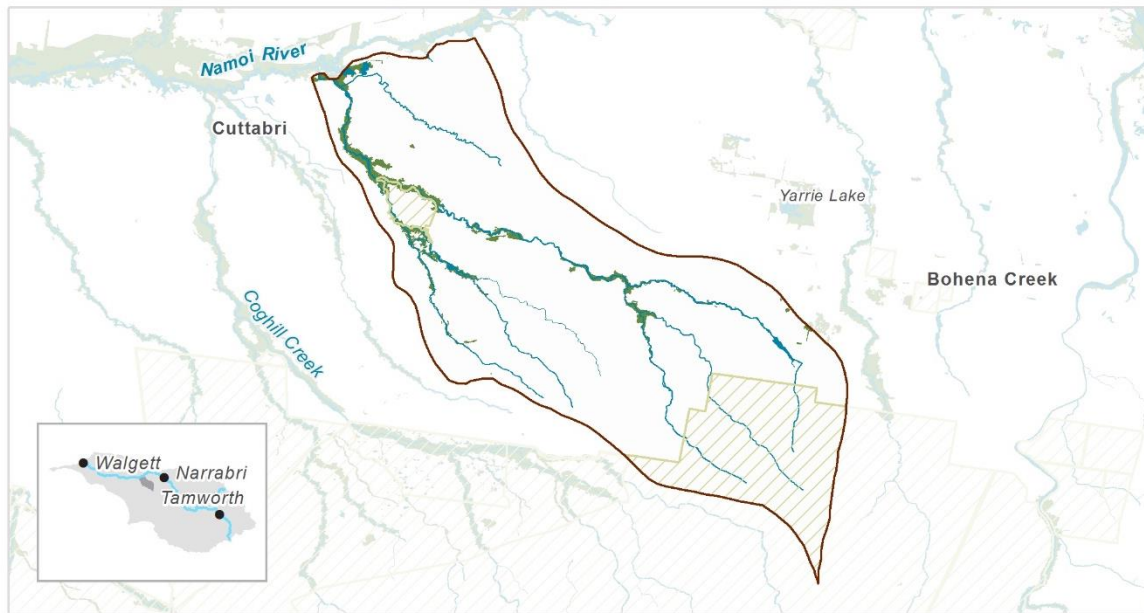 Namoi River
Cuttabri
Yarrie Lake
Bohena Creek
Coghill Creek
Walgett
Narrabri
Tamworth